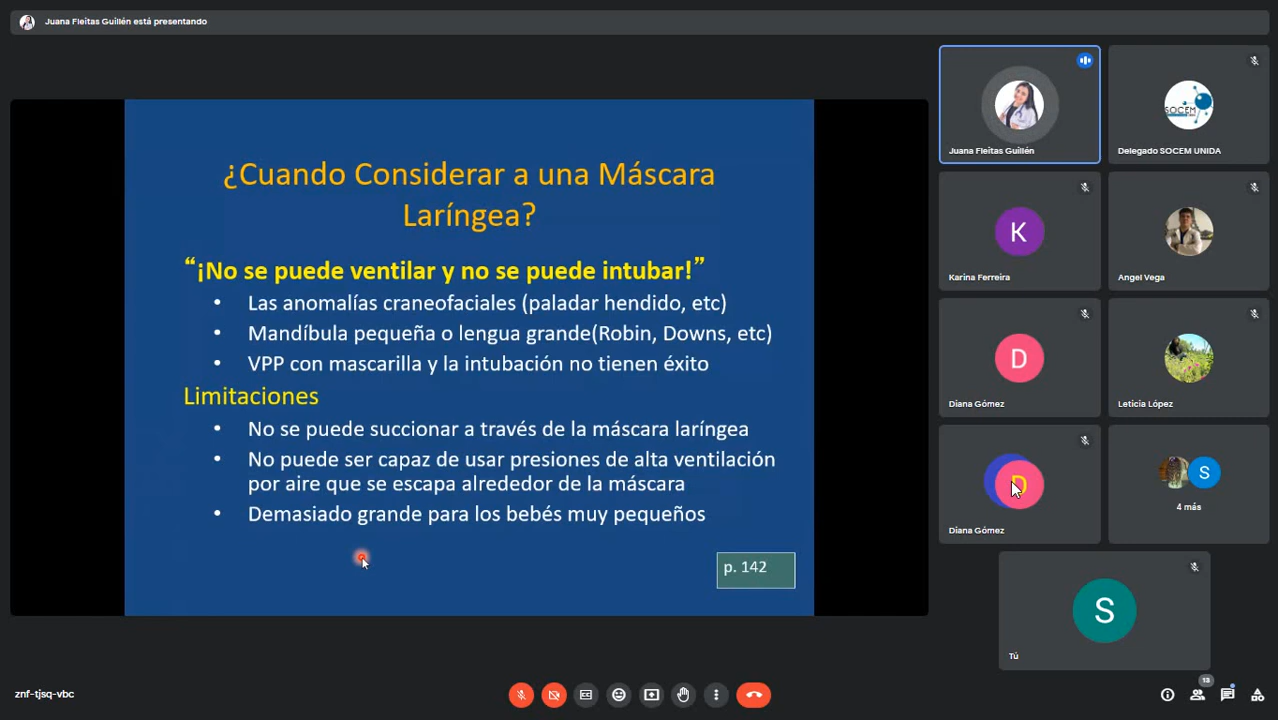 Juana Fleitas Guillén está presentando
¿Cuando Considerar a una Máscara
Laríngea?
“¡No se puede ventilar y no se puede intubar!”
• Las anomalías craneofaciales (paladar hendido, etc)
• Mandíbula pequeña o lengua grande(Robin, Downs, etc)
• VPP con mascarilla y la intubación no tienen éxito
Limitaciones
• No se puede succionar a través de la máscara laríngea
• No puede ser capaz de usar presiones de alta ventilación
por aire que se escapa alrededor de la máscara
• Demasiado grande para los bebés muy pequeños
p. 142
Juana Fleitas Guillén
SOCEM
Delegado SOCEM UNIDA
K
Karina Ferreira
Angel Vega
D
Diana Gómez
Leticia López
D
Diana Gómez
S
4 más
S
Tú
znf-tjsq-vbc
13